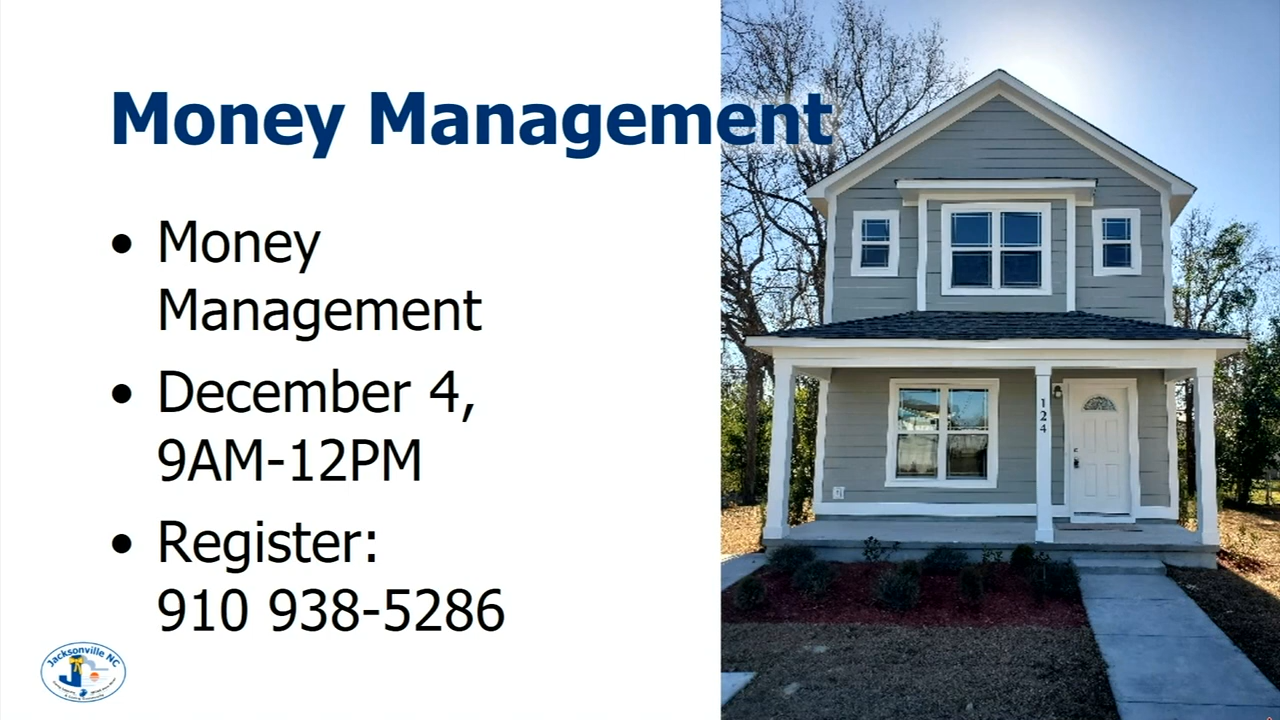 Money Management
• Money
Management
• December 4,
9AM-12PM
• Register:
910 938-5286
Jacksonville NC
124